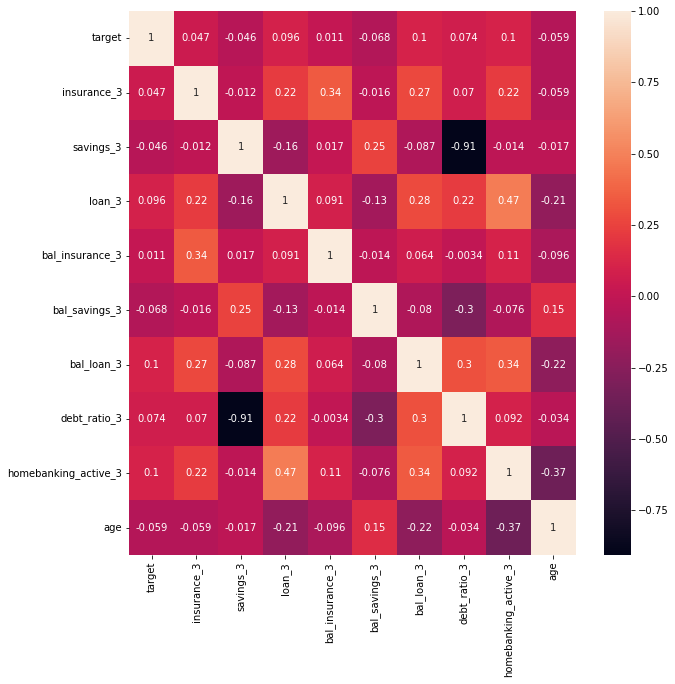 target 1 0.047 -0.046 0.096 0.011 -0.068 0.1 0.074 0.1 -0.059
insurance_3 0.047 1 -0.012 0.22 0.34 -0.016 0.27 0.07 0.22 -0.059
savings_3 -0.046 -0.012 1 -0.16 0.017 0.25 -0.087 -0.91 -0.014 -0.017
loan_3 0.096 0.22 -0.16 1 0.091 -0.13 0.28 0.22 0.47 -0.21
bal_insurance_3 0.011 0.34 0.017 0.091 1 -0.014 0.064 -0.0034 0.11 -0.096
bal_savings_3 -0.068 -0.016 0.25 -0.13 -0.014 1 -0.08 -0.3 -0.076 0.15
bal_loan_3 0.1 0.27 -0.087 0.28 0.064 -0.08 1 0.3 0.34 -0.22
debt_ratio_3 0.074 0.07 -0.91 0.22 -0.0034 -0.3 0.3 1 0.092 -0.034
homebanking_active_3 0.1 0.22 -0.014 0.47 0.11 -0.076 0.34 0.092 1 -0.37
age -0.059 -0.059 -0.017 -0.21 -0.096 0.15 -0.22 -0.034 -0.37 1
target
insurance_3
savings_3
loan_3
bal_insurance_3
bal_savings_3
bal_loan_3
debt_ratio_3
homebanking_active_3
age
1.00
0.75
0.50
0.25
0.00
−0.25
−0.50
−0.75